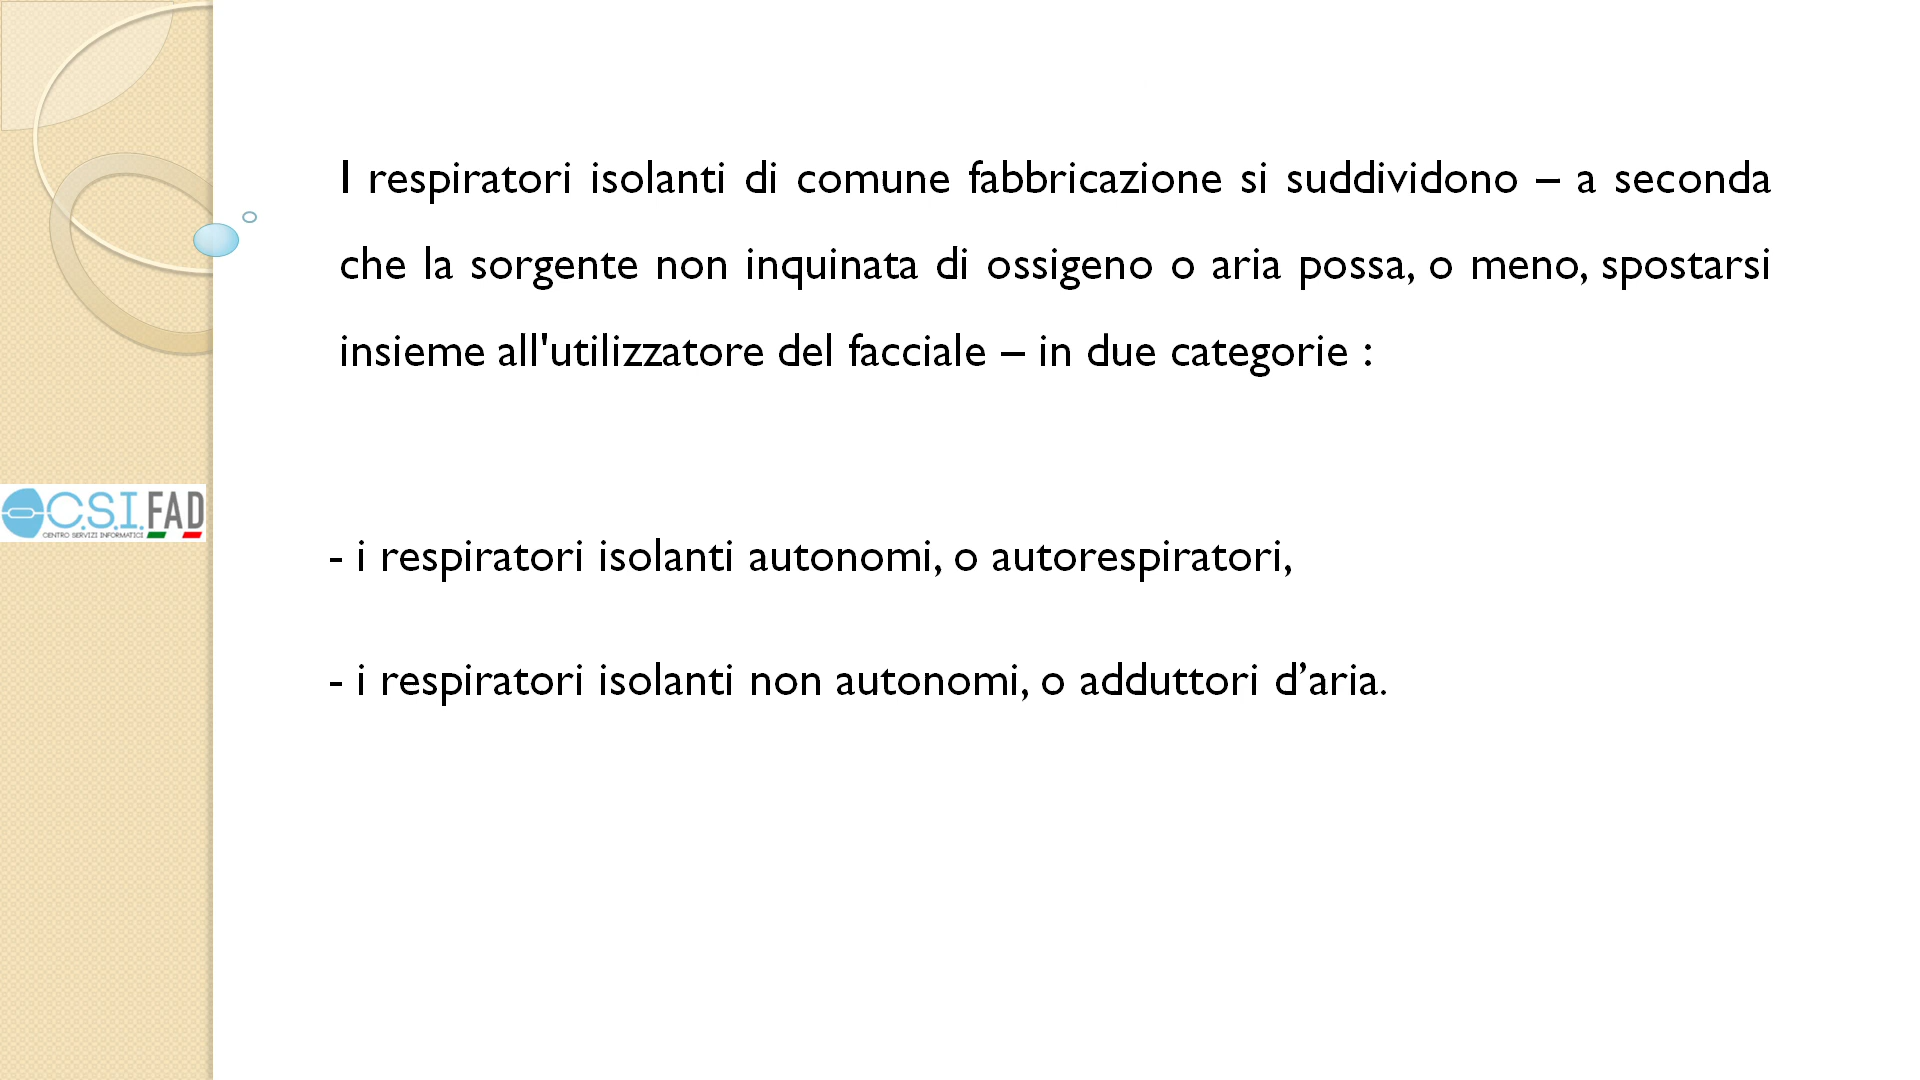 I respiratori isolanti di comune fabbricazione si suddividono – a seconda
che la sorgente non inquinata di ossigeno o aria possa, o meno, spostarsi
insieme all'utilizzatore del facciale – in due categorie :
C.S.I. FAD
CENTRO SERVIZI INFORMATICI
- i respiratori isolanti autonomi, o autorespiratori,
- i respiratori isolanti non autonomi, o adduttori d’aria.